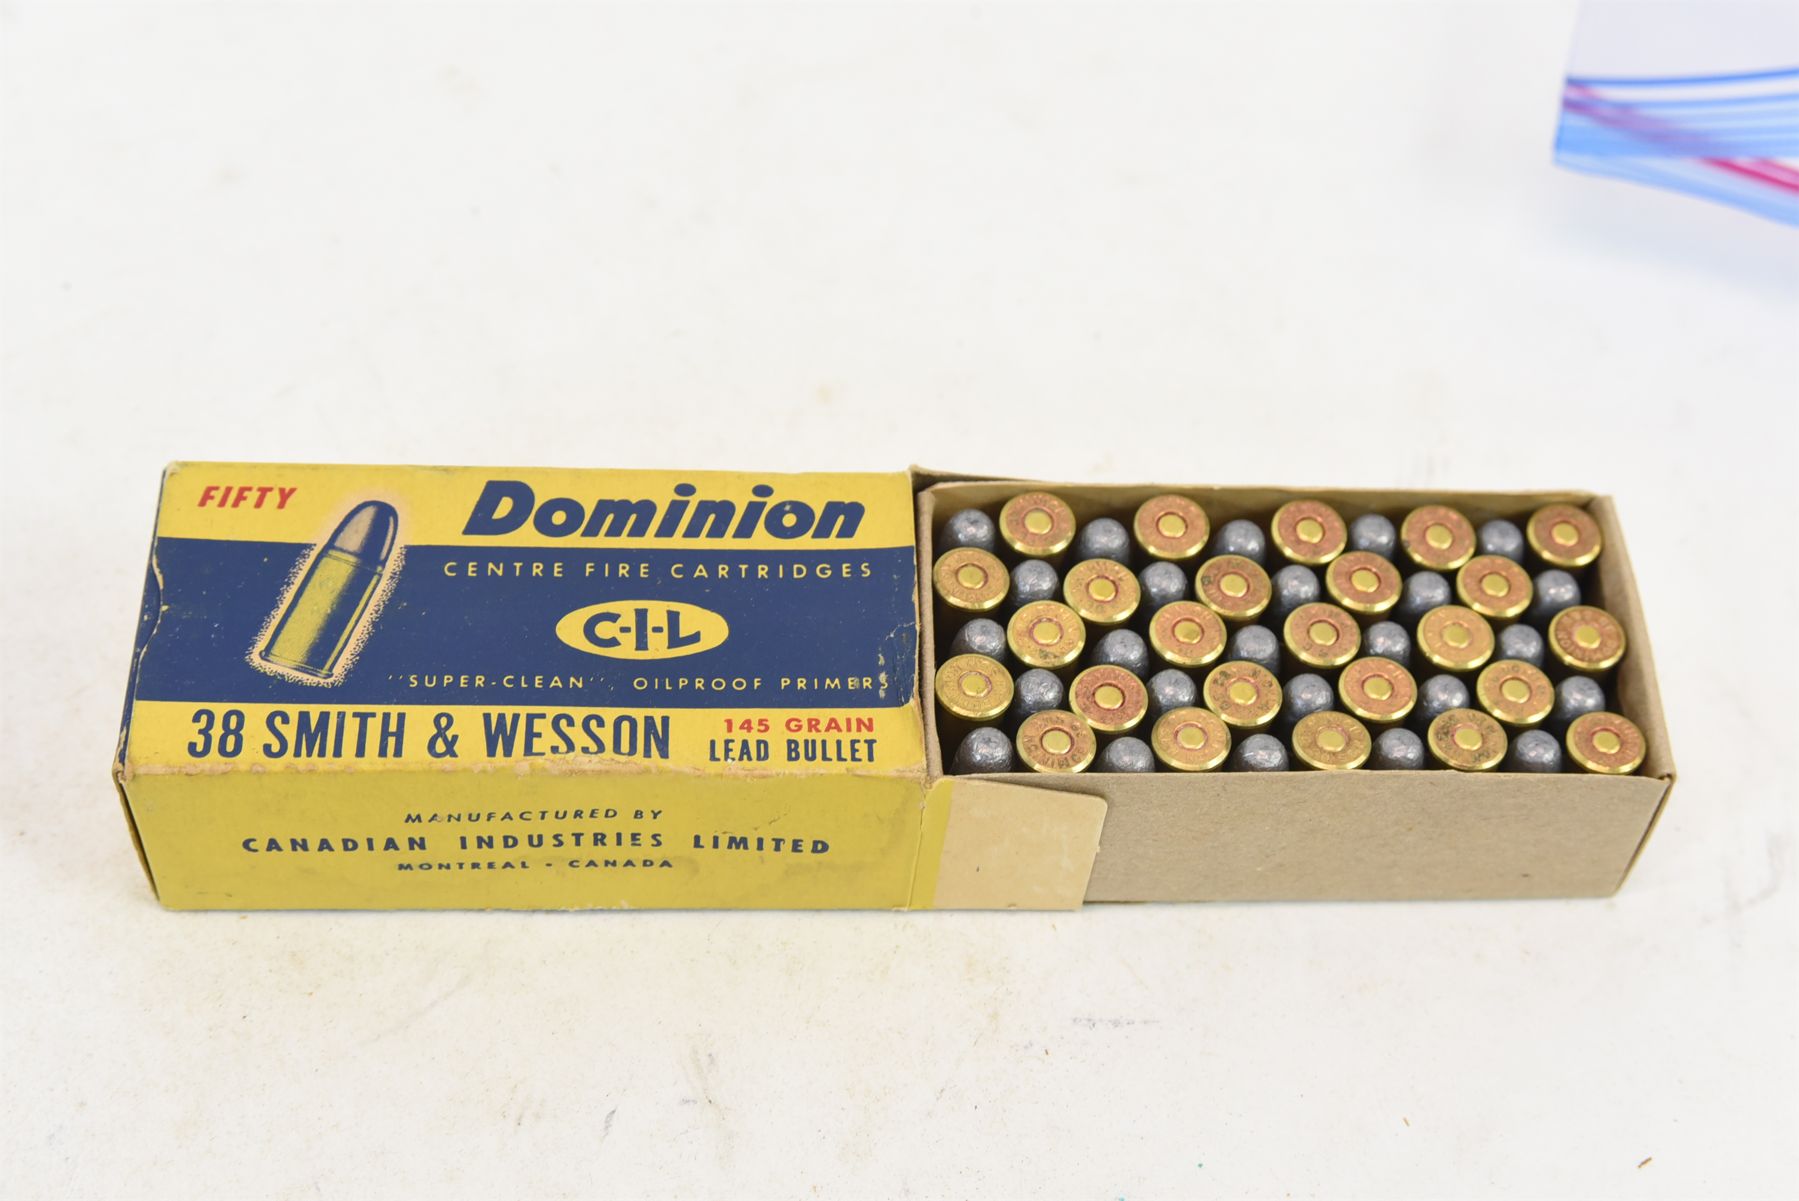 FIFTY
Dominion
CENTRE FIRE CARTRIDGES
C-I-L
"SUPER-CLEAN", OILPROOF PRIMERS
38 SMITH & WESSON
145 GRAIN
LEAD BULLET
MANUFACTURED BY
CANADIAN INDUSTRIES LIMITED
MONTREAL - CANADA